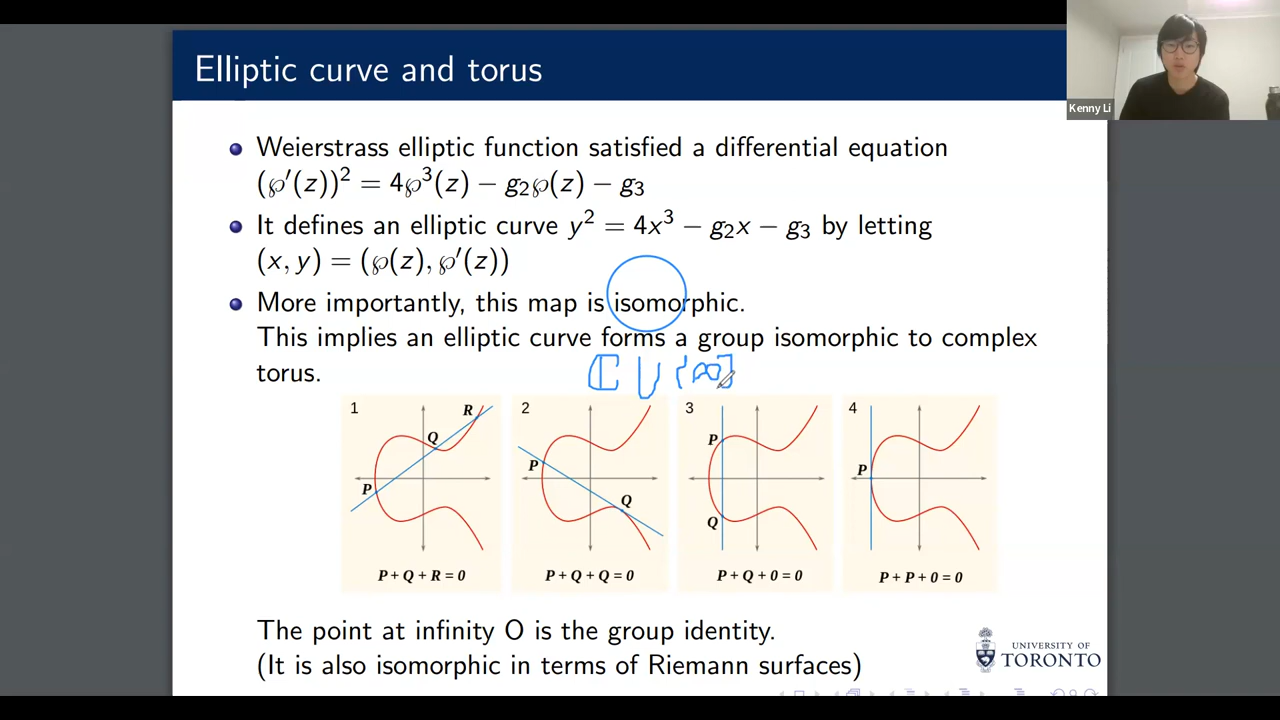 Elliptic curve and torus
Kenny Li
Weierstrass elliptic function satisfied a differential equation
(℘′(z))² = 4℘³(z) − g₂℘(z) − g₃
It defines an elliptic curve y² = 4x³ − g₂x − g₃ by letting
(x, y) = (℘(z), ℘′(z))
More importantly, this map is isomorphic.
This implies an elliptic curve forms a group isomorphic to complex
torus.
ℂ ∪ {∞}
1
R
Q
P
P + Q + R = 0
2
P
Q
P + Q + Q = 0
3
P
Q
P + Q + 0 = 0
4
P
P + P + 0 = 0
The point at infinity O is the group identity.
(It is also isomorphic in terms of Riemann surfaces)
UNIVERSITY OF
TORONTO